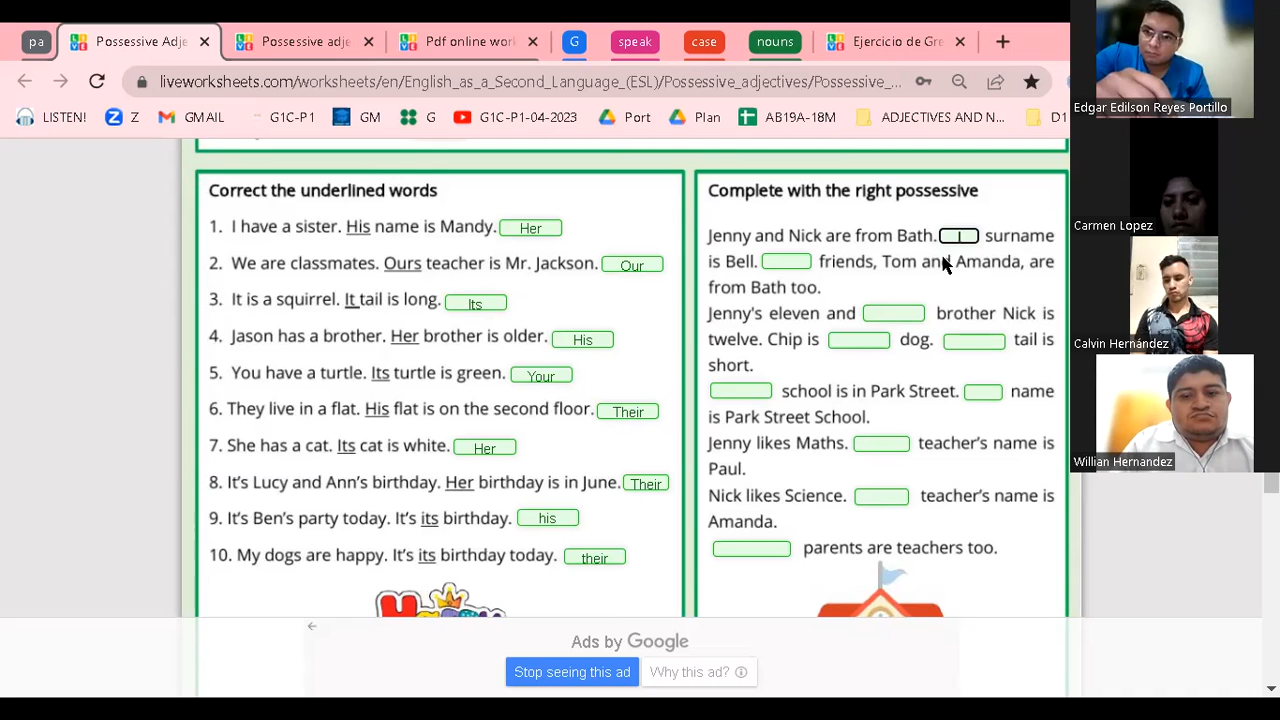 pa
Possessive Adje
Possessive adje
Pdf online worl
G
speak
case
nouns
Ejercicio de Gre
liveworksheets.com/worksheets/en/English_as_a_Second_Language_(ESL)/Possessive_adjectives/Possessive_...
LISTEN!
Z
GMAIL
G1C-P1
GM
G
G1C-P1-04-2023
Port
Plan
AB19A-18M
ADJECTIVES AND N...
D1
Correct the underlined words
1. I have a sister. His name is Mandy. Her
2. We are classmates. Ours teacher is Mr. Jackson. Our
3. It is a squirrel. It tail is long. Its
4. Jason has a brother. Her brother is older. His
5. You have a turtle. Its turtle is green. Your
6. They live in a flat. His flat is on the second floor. Their
7. She has a cat. Its cat is white. Her
8. It's Lucy and Ann's birthday. Her birthday is in June. Their
9. It's Ben's party today. It's its birthday. his
10. My dogs are happy. It's its birthday today. their
Complete with the right possessive
Jenny and Nick are from Bath. surname
is Bell. friends, Tom and Amanda, are
from Bath too.
Jenny's eleven and brother Nick is
twelve. Chip is dog. tail is
short.
school is in Park Street. name
is Park Street School.
Jenny likes Maths. teacher's name is
Paul.
Nick likes Science. teacher's name is
Amanda.
parents are teachers too.
Ads by Google
Stop seeing this ad
Why this ad?
Edgar Edilson Reyes Portillo
Carmen Lopez
Calvin Hernández
Willian Hernandez